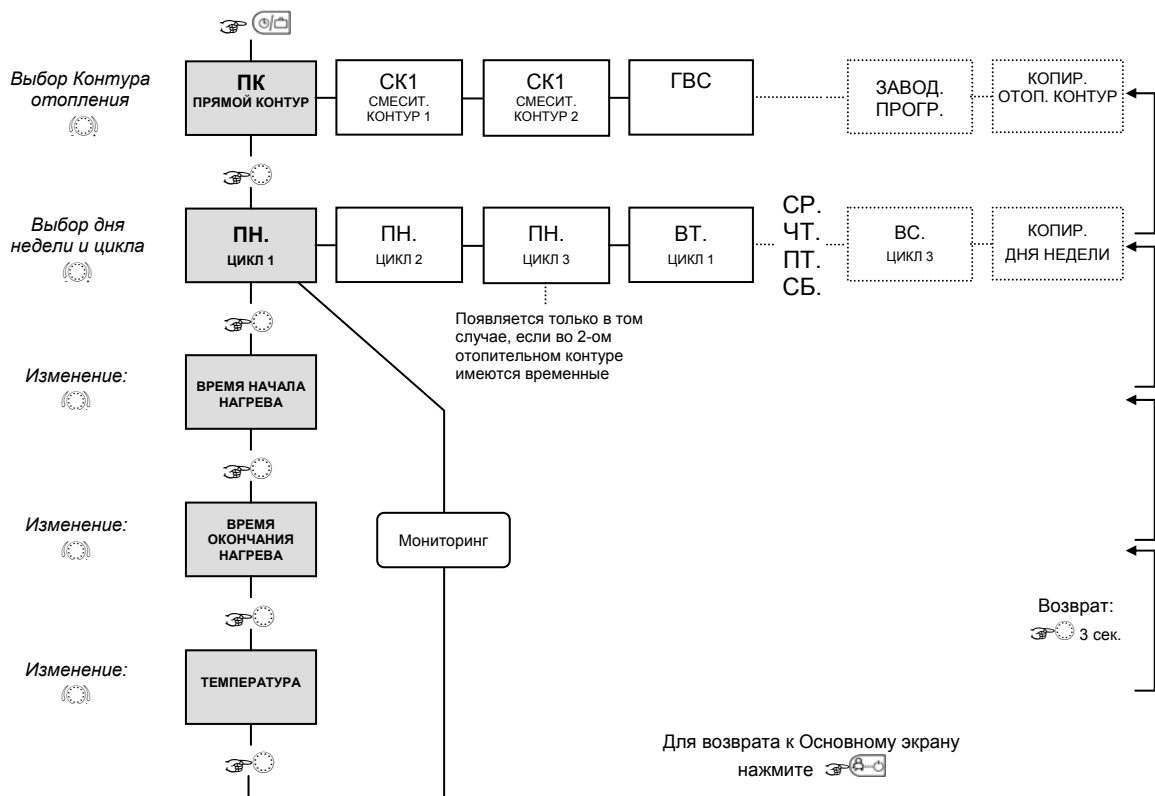 Выбор Контура
отопления
ПК
ПРЯМОЙ КОНТУР
СК1
СМЕСИТ.
КОНТУР 1
СК1
СМЕСИТ.
КОНТУР 2
ГВС
ЗАВОД.
ПРОГР.
КОПИР.
ОТОП. КОНТУР
Выбор дня
недели и цикла
ПН.
ЦИКЛ 1
ПН.
ЦИКЛ 2
ПН.
ЦИКЛ 3
ВТ.
ЦИКЛ 1
СР.
ЧТ.
ПТ.
СБ.
ВС.
ЦИКЛ 3
КОПИР.
ДНЯ НЕДЕЛИ
Появляется только в том
случае, если во 2-ом
отопительном контуре
имеются временные
Изменение:
ВРЕМЯ НАЧАЛА
НАГРЕВА
Изменение:
ВРЕМЯ
ОКОНЧАНИЯ
НАГРЕВА
Мониторинг
Возврат:
3 сек.
Изменение:
ТЕМПЕРАТУРА
Для возврата к Основному экрану
нажмите